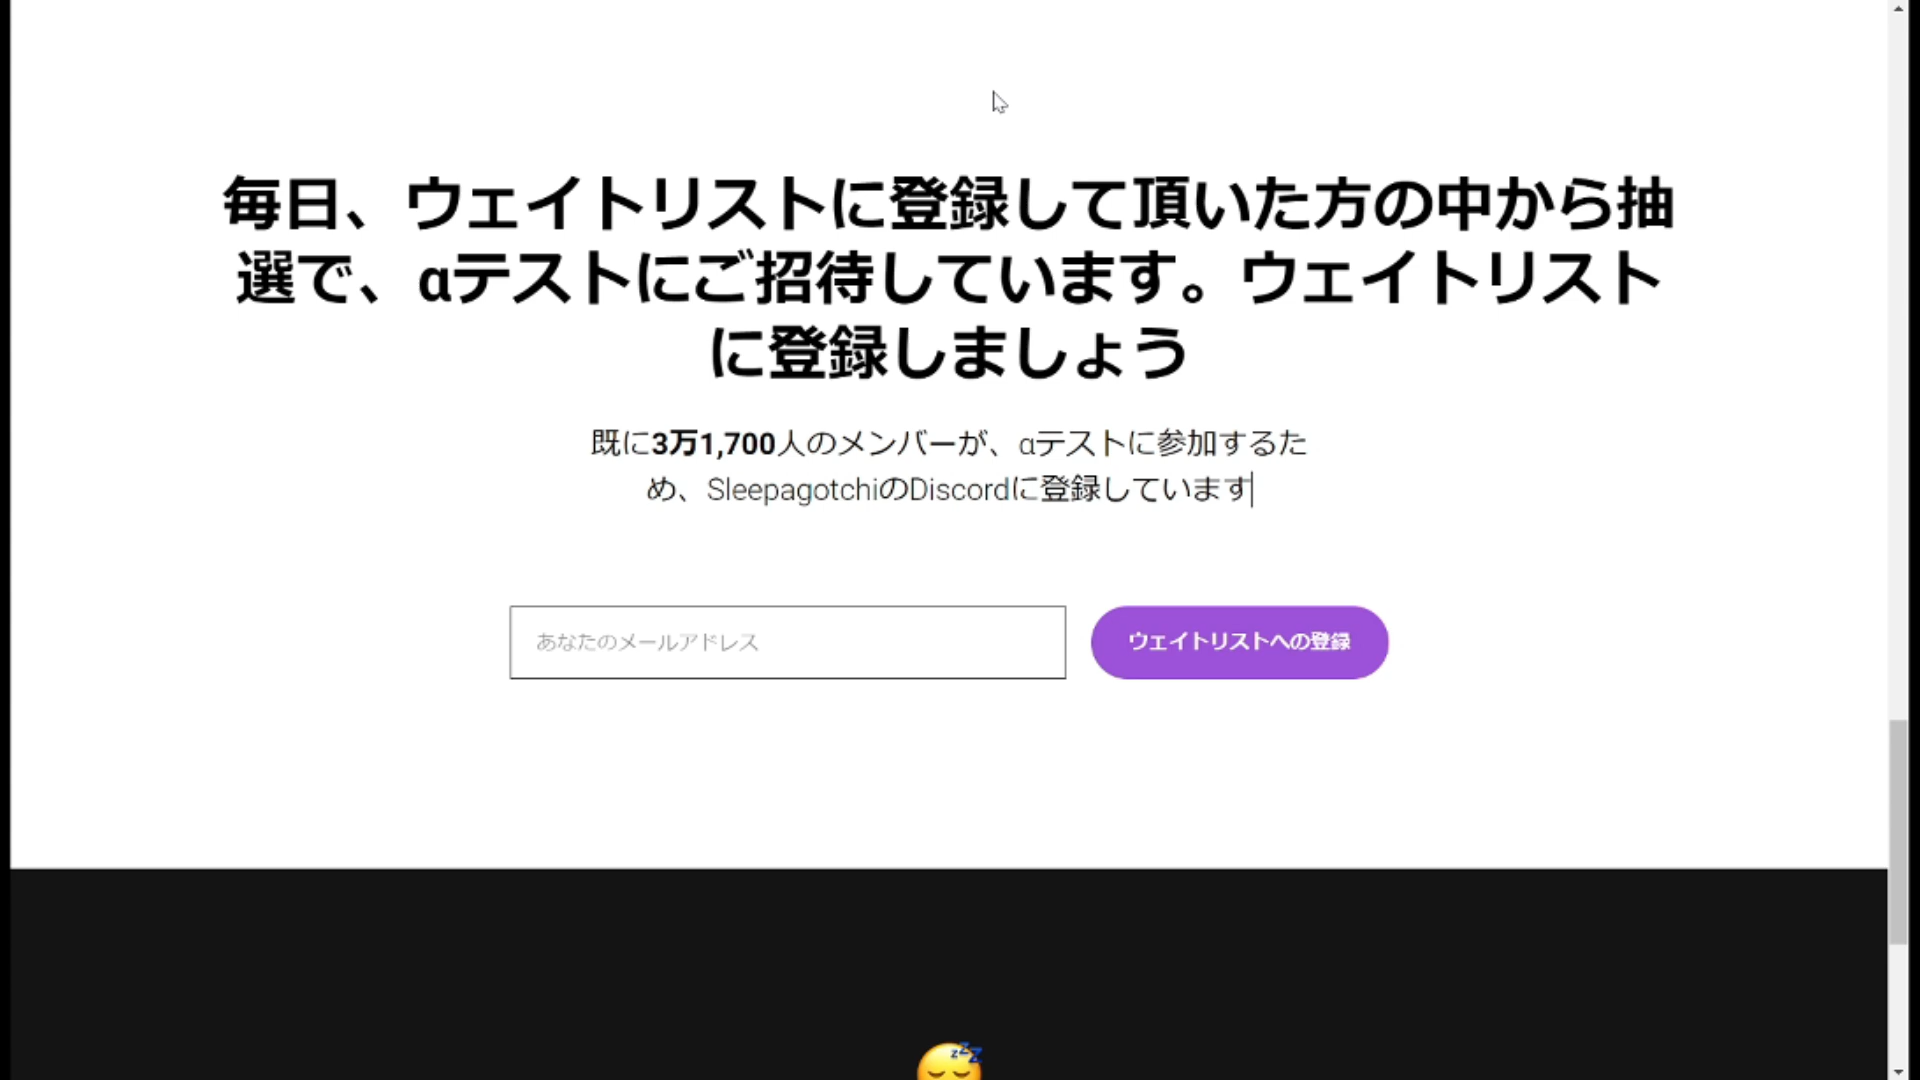 毎日、ウェイトリストに登録して頂いた方の中から抽
選で、αテストにご招待しています。ウェイトリスト
に登録しましょう
既に3万1,700人のメンバーが、αテストに参加するた
め、SleepagotchiのDiscordに登録しています
あなたのメールアドレス
ウェイトリストへの登録